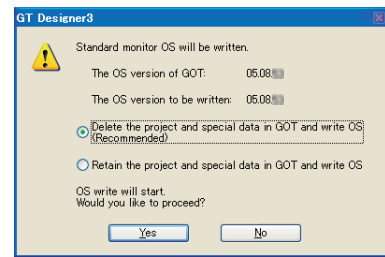 GT Designer3
Standard monitor OS will be written.
The OS version of GOT: 05.08.
The OS version to be written: 05.08.
Delete the project and special data in GOT and write OS
(Recommended)
Retain the project and special data in GOT and write OS
OS write will start.
Would you like to proceed?
Yes No